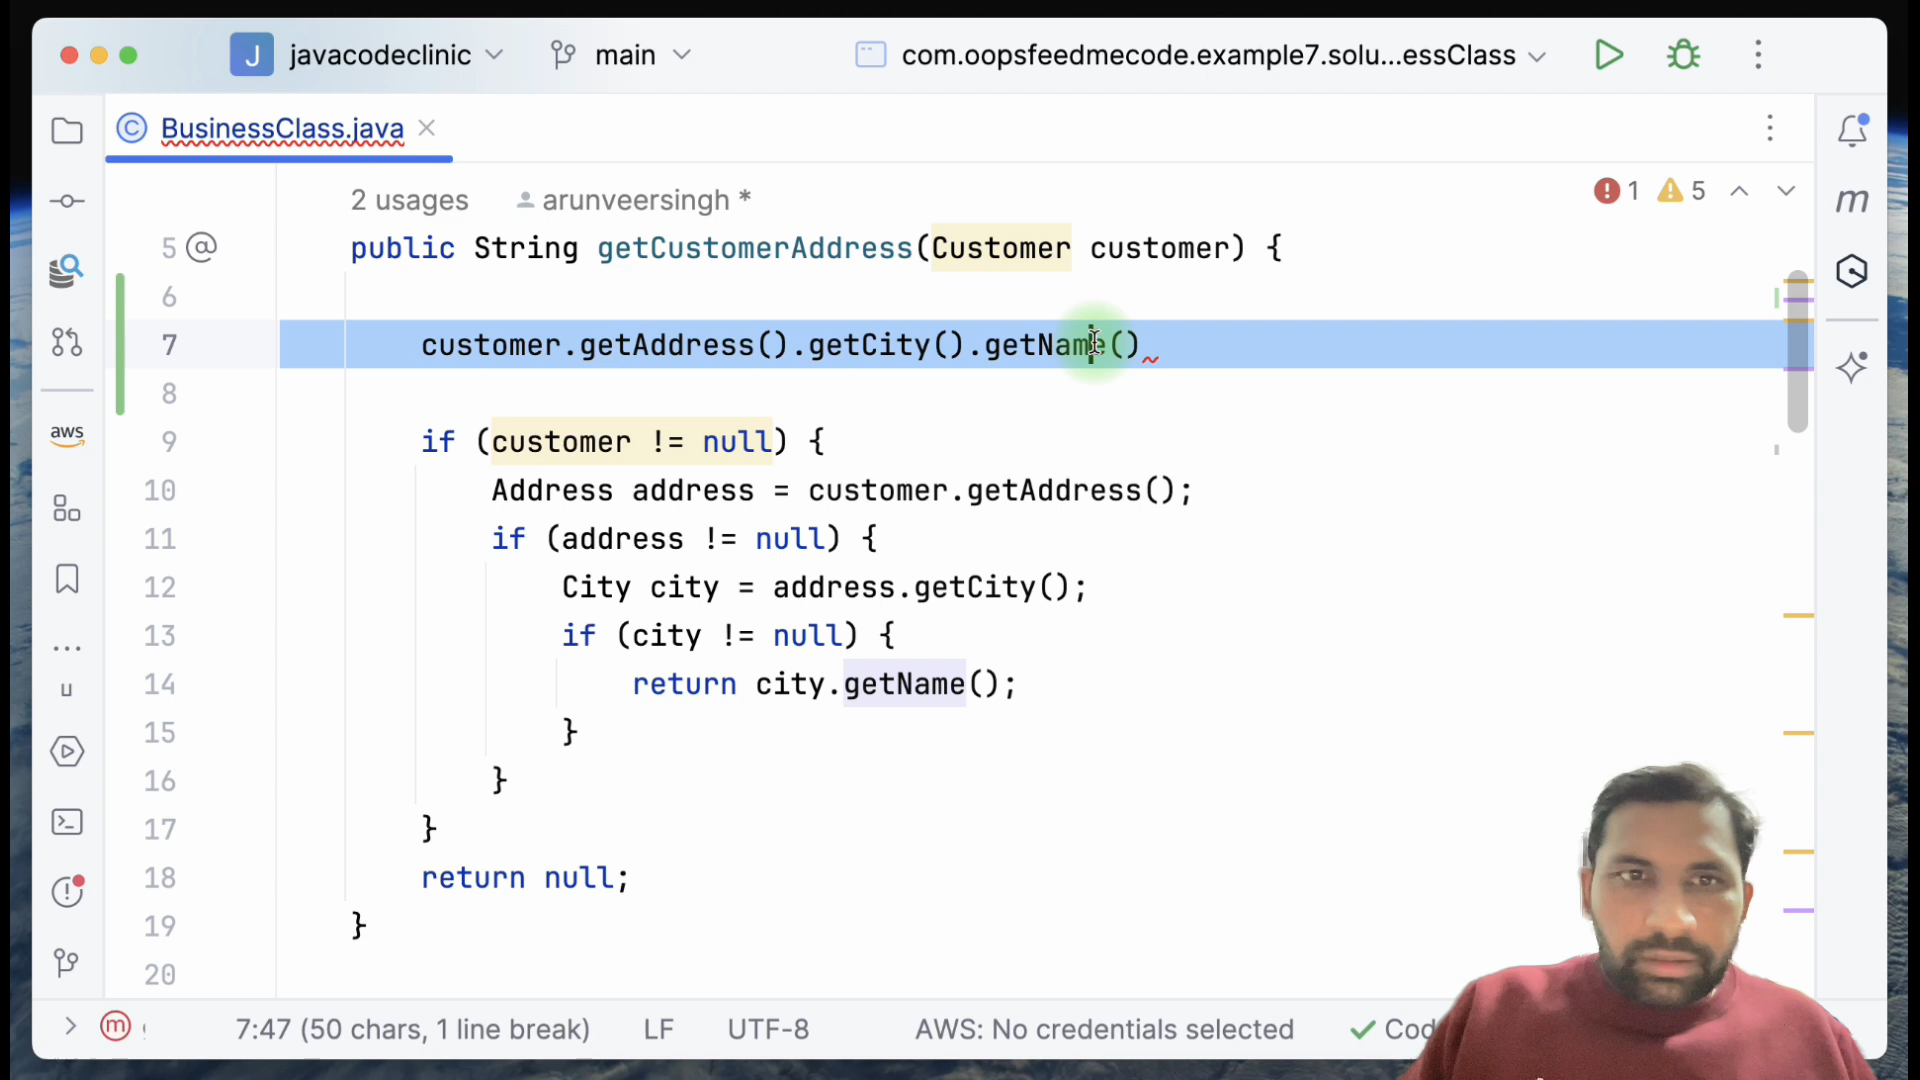 J javacodeclinic main com.oopsfeedmecode.example7.solu...essClass
C BusinessClass.java
2 usages arunveersingh * 1 5
5 @ public String getCustomerAddress(Customer customer) {
6
7 customer.getAddress().getCity().getName()
8
9 if (customer != null) {
10 Address address = customer.getAddress();
11 if (address != null) {
12 City city = address.getCity();
13 if (city != null) {
14 return city.getName();
15 }
16 }
17 }
18 return null;
19 }
20
aws
u
m
m 7:47 (50 chars, 1 line break) LF UTF-8 AWS: No credentials selected